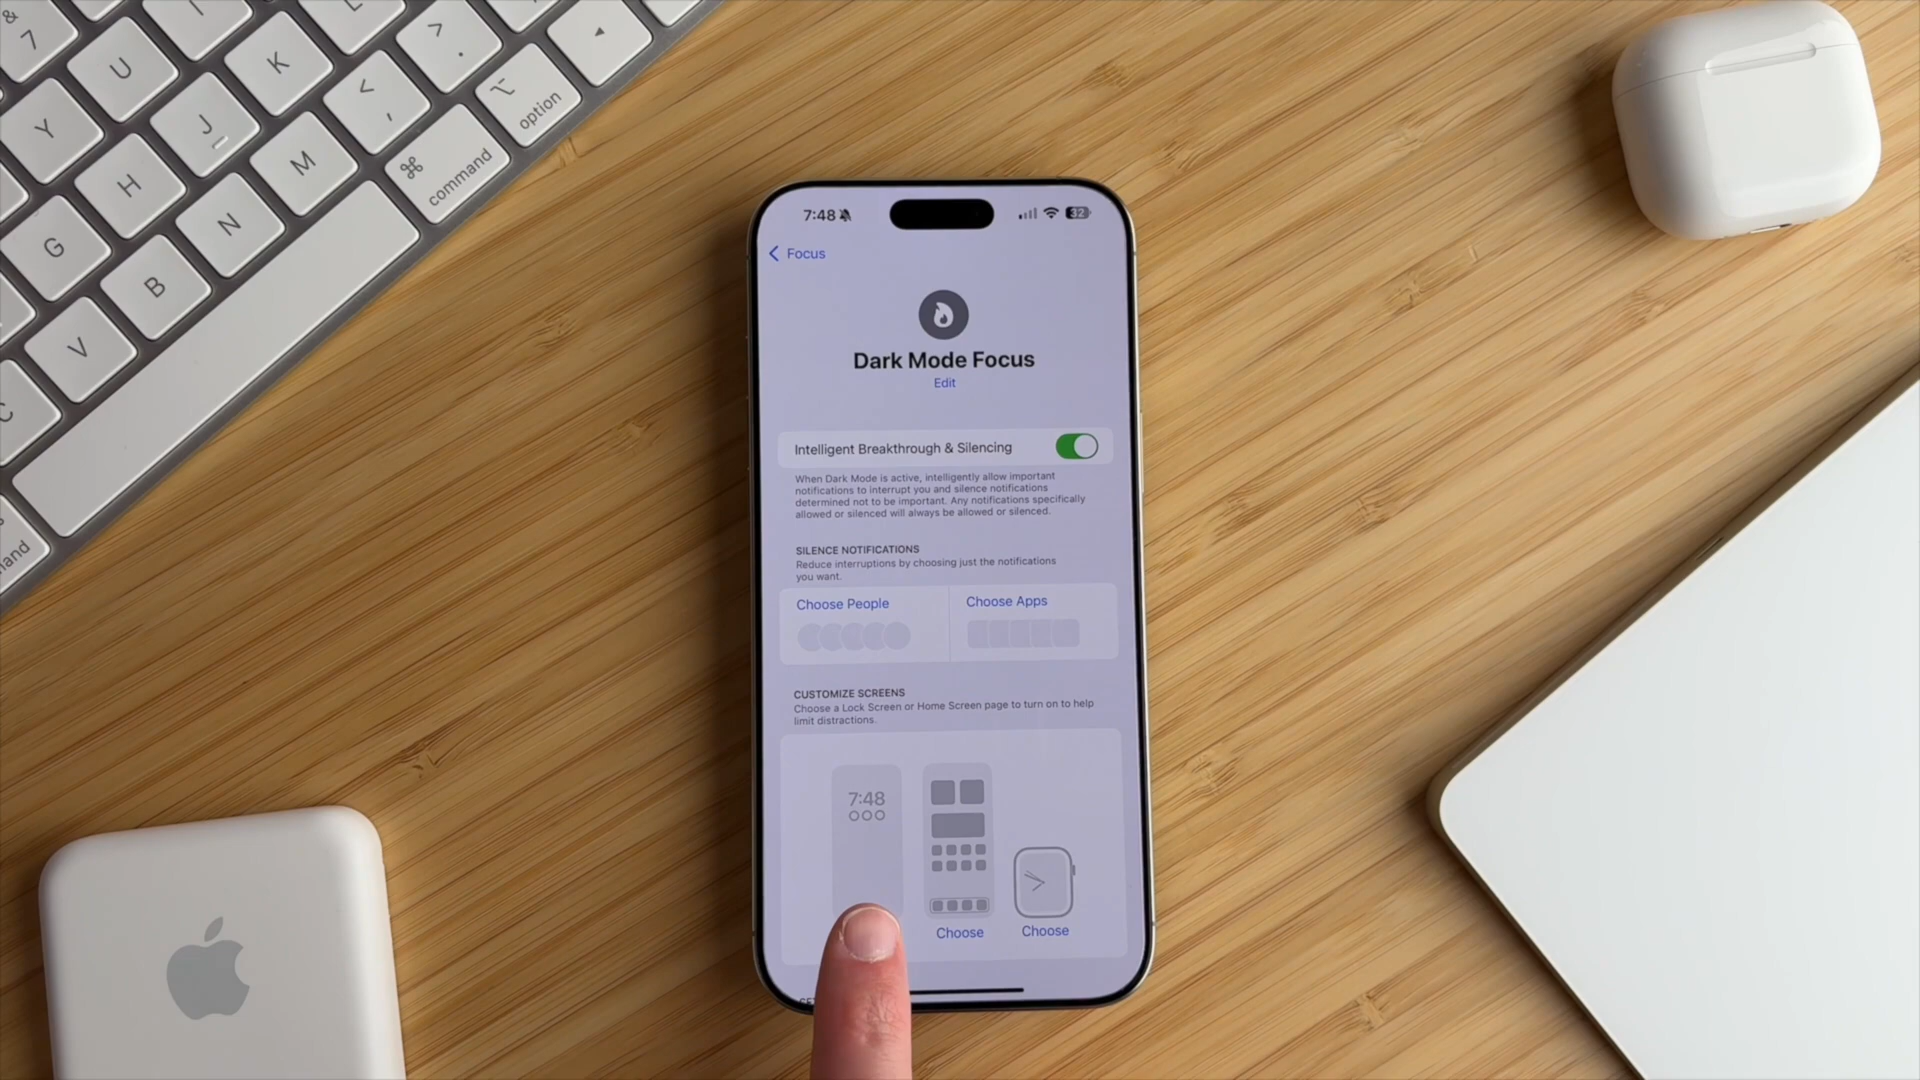 &
7
U
I
L
Y
K
>
.
H
J
<
,
option
G
N
M
command
B
V
C
mand
7:48
32
Focus
Dark Mode Focus
Edit
Intelligent Breakthrough & Silencing
When Dark Mode is active, intelligently allow important
notifications to interrupt you and silence notifications
determined not to be important. Any notifications specifically
allowed or silenced will always be allowed or silenced.
SILENCE NOTIFICATIONS
Reduce interruptions by choosing just the notifications
you want.
Choose People
Choose Apps
CUSTOMIZE SCREENS
Choose a Lock Screen or Home Screen page to turn on to help
limit distractions.
7:48
Choose
Choose